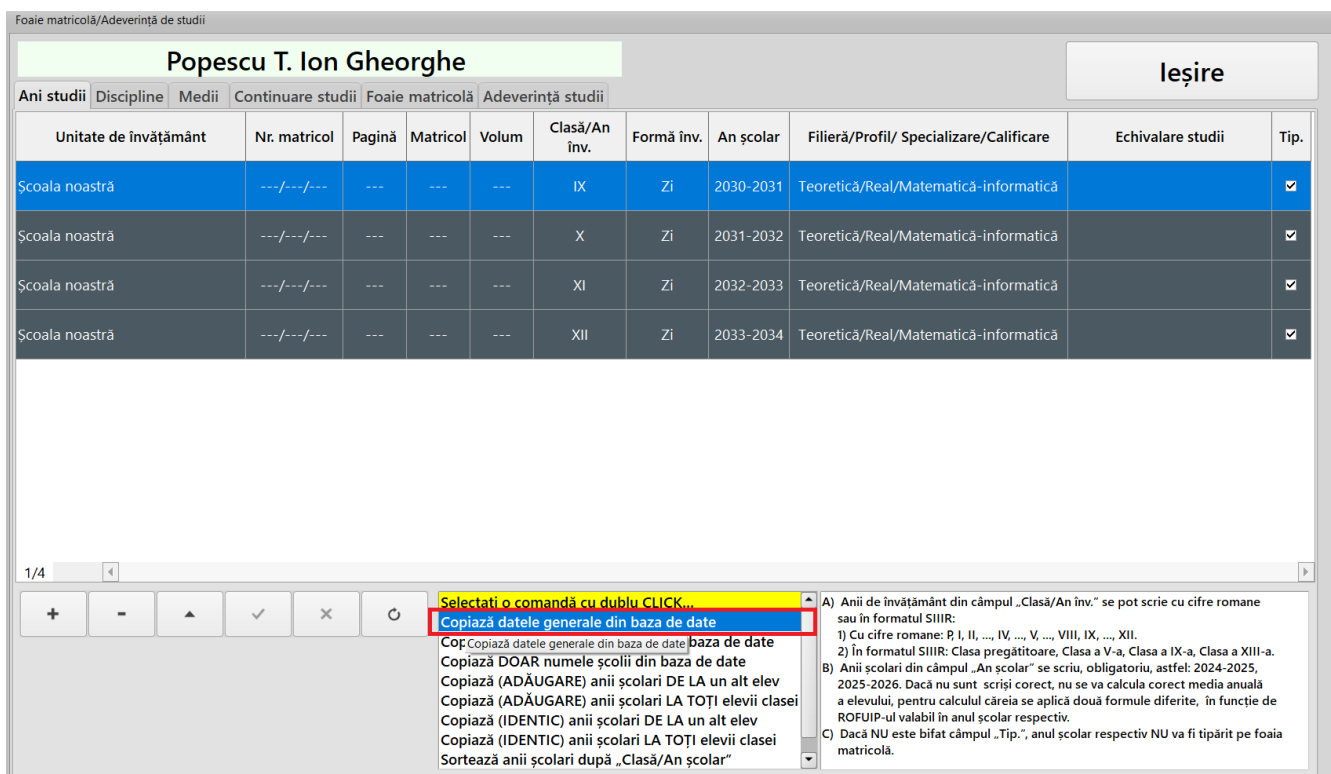 Foaie matricolă/Adeverință de studii
Popescu T. Ion Gheorghe
Ieșire
Ani studii Discipline Medii Continuare studii Foaie matricolă Adeverință studii
Unitate de învățământ Nr. matricol Pagină Matricol Volum Clasă/An înv. Formă înv. An școlar Filieră/Profil/ Specializare/Calificare Echivalare studii Tip.
Școala noastră ---/---/--- --- --- --- IX Zi 2030-2031 Teoretică/Real/Matematică-informatică
Școala noastră ---/---/--- --- --- --- X Zi 2031-2032 Teoretică/Real/Matematică-informatică
Școala noastră ---/---/--- --- --- --- XI Zi 2032-2033 Teoretică/Real/Matematică-informatică
Școala noastră ---/---/--- --- --- --- XII Zi 2033-2034 Teoretică/Real/Matematică-informatică
1/4
Selectați o comandă cu dublu CLICK...
Copiază datele generale din baza de date
Copiază datele generale din baza de date
baza de date
Copiază DOAR numele școlii din baza de date
Copiază (ADĂUGARE) anii școlari DE LA un alt elev
Copiază (ADĂUGARE) anii școlari LA TOȚI elevii clasei
Copiază (IDENTIC) anii școlari DE LA un alt elev
Copiază (IDENTIC) anii școlari LA TOȚI elevii clasei
Sortează anii școlari după „Clasă/An școlar”
A) Anii de învățământ din câmpul „Clasă/An înv.” se pot scrie cu cifre romane
sau în formatul SIIIR:
1) Cu cifre romane: P, I, II, ..., IV, ..., V, ..., VIII, IX, ..., XII.
2) În formatul SIIIR: Clasa pregătitoare, Clasa a V-a, Clasa a IX-a, Clasa a XIII-a.
B) Anii școlari din câmpul „An școlar” se scriu, obligatoriu, astfel: 2024-2025,
2025-2026. Dacă nu sunt scriși corect, nu se va calcula corect media anuală
a elevului, pentru calculul căreia se aplică două formule diferite, în funcție de
ROFUIP-ul valabil în anul școlar respectiv.
C) Dacă NU este bifat câmpul „Tip.”, anul școlar respectiv NU va fi tipărit pe foaia
matricolă.